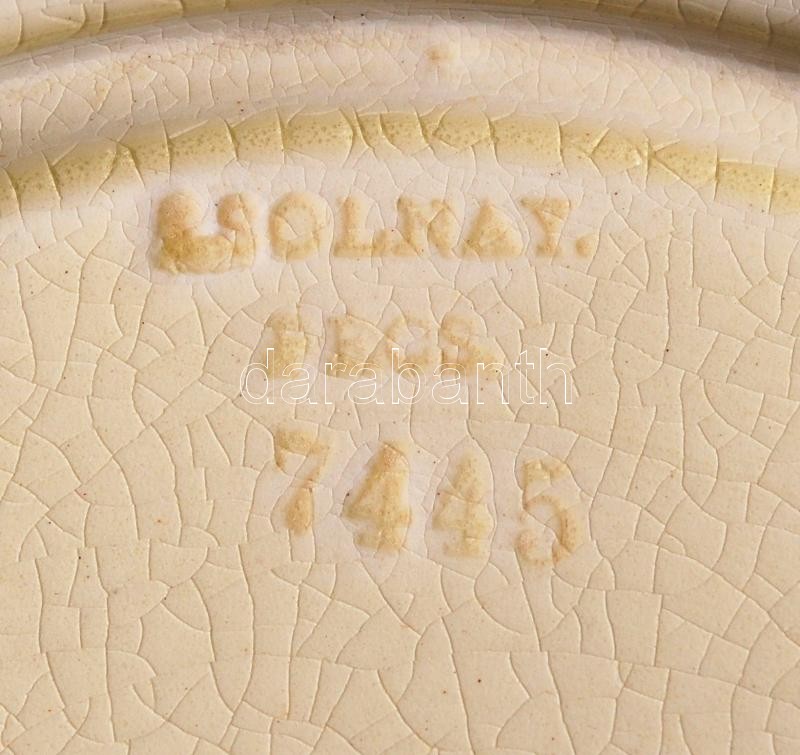 ZSOLNAY.
PECS.
darabanth
7445